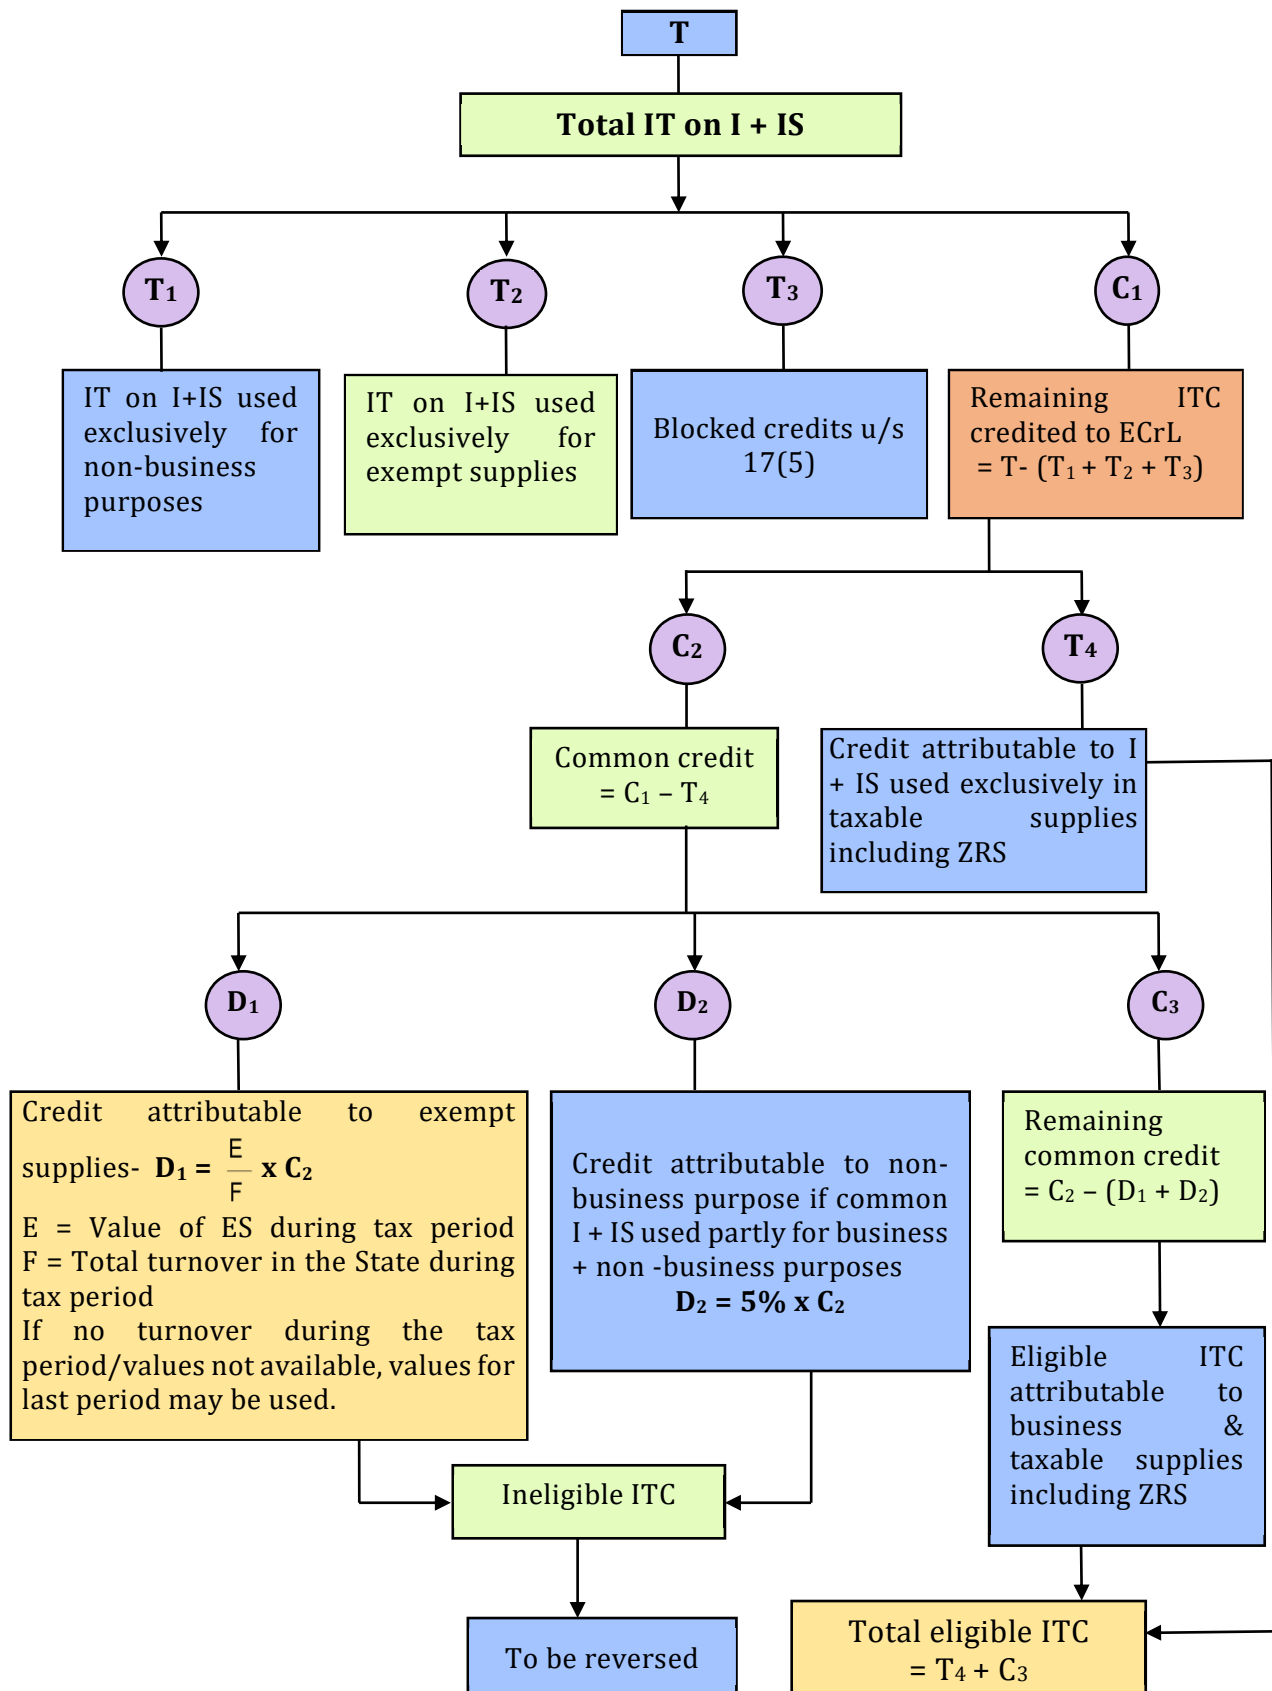 T
Total IT on I + IS
T1
T2
T3
C1
IT on I+IS used
exclusively for
non-business
purposes
IT on I+IS used
exclusively for
exempt supplies
Blocked credits u/s
17(5)
Remaining ITC
credited to ECrL
= T- (T1 + T2 + T3)
C2
T4
Common credit
= C1 – T4
Credit attributable to I
+ IS used exclusively in
taxable supplies
including ZRS
D1
D2
C3
Credit attributable to exempt
supplies- D1 = E/F x C2
E = Value of ES during tax period
F = Total turnover in the State during
tax period
If no turnover during the tax
period/values not available, values for
last period may be used.
Credit attributable to non-
business purpose if common
I + IS used partly for business
+ non -business purposes
D2 = 5% x C2
Remaining
common credit
= C2 – (D1 + D2)
Eligible ITC
attributable to
business &
taxable supplies
including ZRS
Ineligible ITC
To be reversed
Total eligible ITC
= T4 + C3